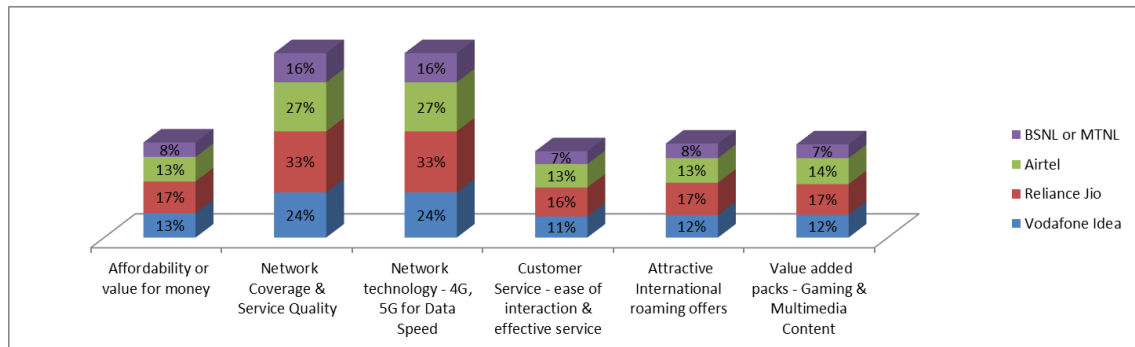 16% 16%
27% 27%
8% 33% 33% 7% 8% 7%
13% 13% 13% 14%
17% 16% 17% 17%
13% 24% 24% 11% 12% 12%
BSNL or MTNL
Airtel
Reliance Jio
Vodafone Idea
Affordability or
value for money
Network
Coverage &
Service Quality
Network
technology - 4G,
5G for Data
Speed
Customer
Service - ease of
interaction &
effective service
Attractive
International
roaming offers
Value added
packs - Gaming &
Multimedia
Content